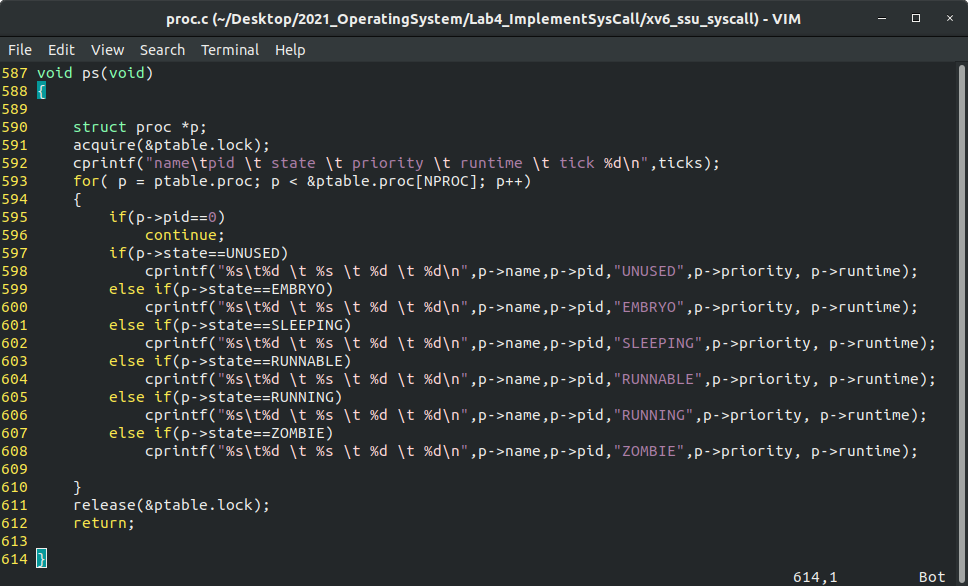 proc.c (~/Desktop/2021_OperatingSystem/Lab4_ImplementSysCall/xv6_ssu_syscall) - VIM
File Edit View Search Terminal Help
587 void ps(void)
588 {
589
590     struct proc *p;
591     acquire(&ptable.lock);
592     cprintf("name\tpid \t state \t priority \t runtime \t tick %d\n",ticks);
593     for( p = ptable.proc; p < &ptable.proc[NPROC]; p++)
594     {
595         if(p->pid==0)
596             continue;
597         if(p->state==UNUSED)
598             cprintf("%s\t%d \t %s \t %d \t %d\n",p->name,p->pid,"UNUSED",p->priority, p->runtime);
599         else if(p->state==EMBRYO)
600             cprintf("%s\t%d \t %s \t %d \t %d\n",p->name,p->pid,"EMBRYO",p->priority, p->runtime);
601         else if(p->state==SLEEPING)
602             cprintf("%s\t%d \t %s \t %d \t %d\n",p->name,p->pid,"SLEEPING",p->priority, p->runtime);
603         else if(p->state==RUNNABLE)
604             cprintf("%s\t%d \t %s \t %d \t %d\n",p->name,p->pid,"RUNNABLE",p->priority, p->runtime);
605         else if(p->state==RUNNING)
606             cprintf("%s\t%d \t %s \t %d \t %d\n",p->name,p->pid,"RUNNING",p->priority, p->runtime);
607         else if(p->state==ZOMBIE)
608             cprintf("%s\t%d \t %s \t %d \t %d\n",p->name,p->pid,"ZOMBIE",p->priority, p->runtime);
609
610     }
611     release(&ptable.lock);
612     return;
613
614 }
614,1 Bot